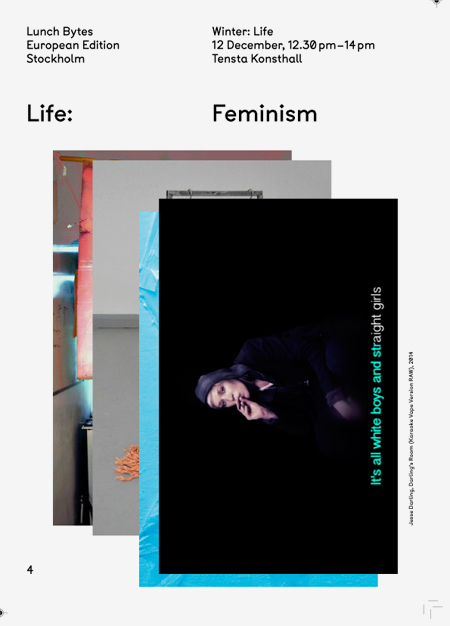 Lunch Bytes
European Edition
Stockholm
Winter: Life
12 December, 12.30 pm–14 pm
Tensta Konsthall
Life:
Feminism
It's all white boys and straight girls
Jesse Darling, Darling's Room (Karaoke Vape Version RAW), 2014
4